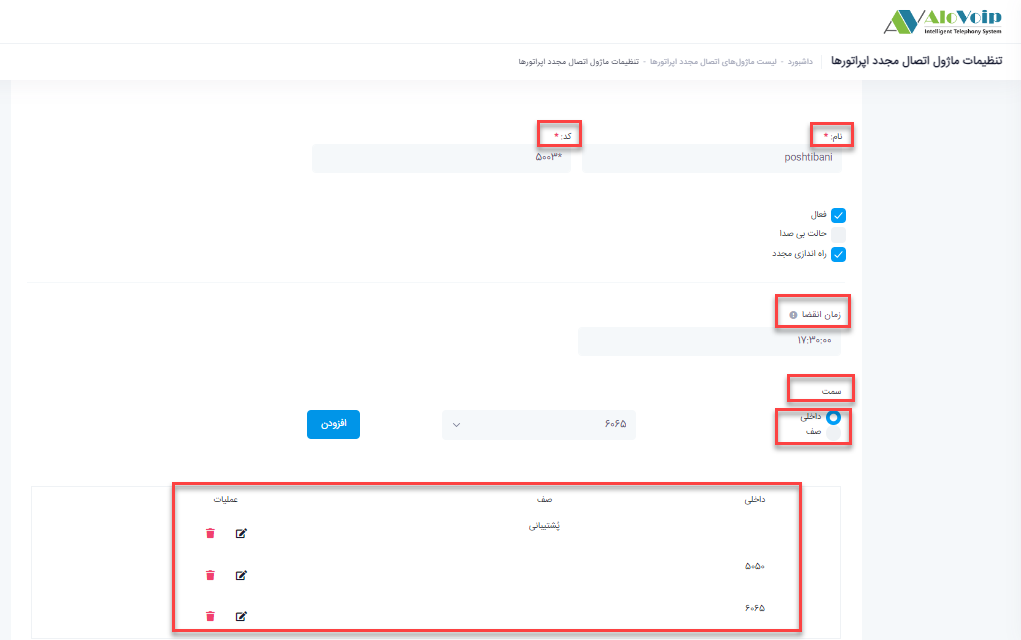 AloVoip
Intelligent Telephony System
تنظیمات ماژول اتصال مجدد اپراتورها
داشبورد - لیست ماژول‌های اتصال مجدد اپراتورها - تنظیمات ماژول اتصال مجدد اپراتورها
نام: *
کد: *
poshtibani
*۵۰۰۳
فعال
حالت بی صدا
راه اندازی مجدد
زمان انقضا
۱۷:۳۰:۰۰
سمت
داخلی
صف
۶۰۶۵
افزودن
داخلی صف عملیات
پُشتیبانی
۵۰۵۰
۶۰۶۵